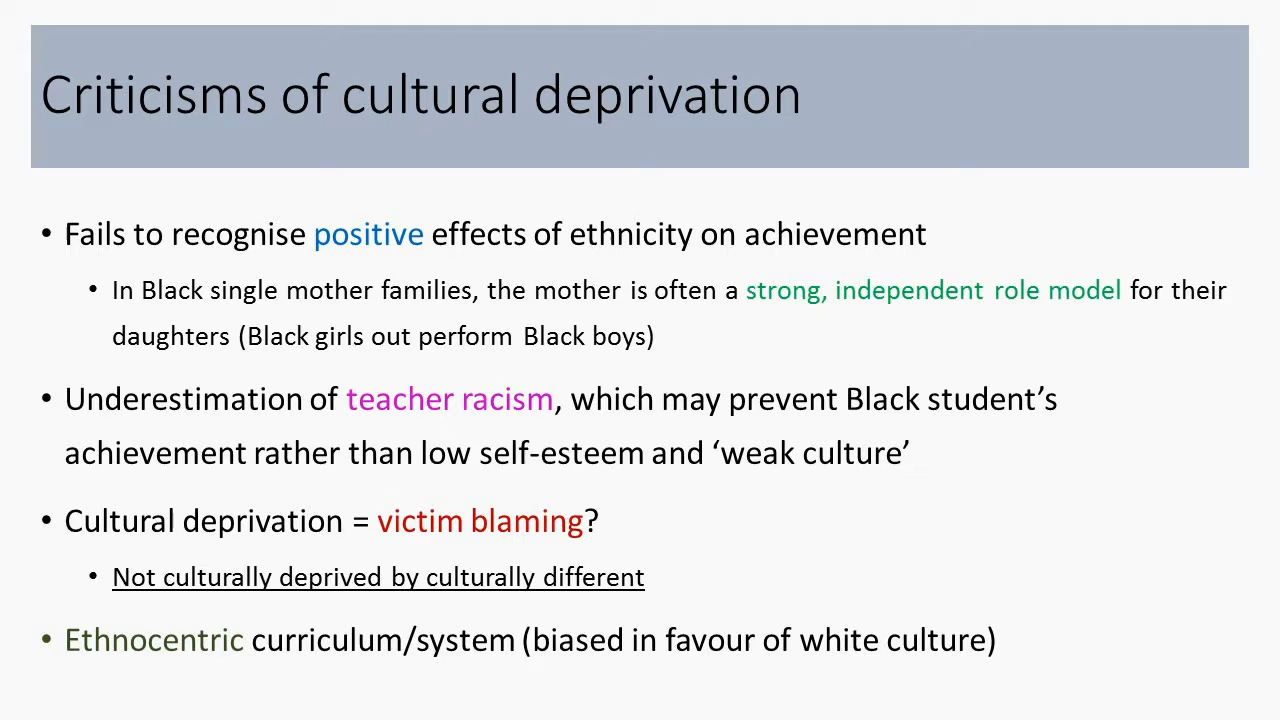 Criticisms of cultural deprivation
• Fails to recognise positive effects of ethnicity on achievement
• In Black single mother families, the mother is often a strong, independent role model for their
daughters (Black girls out perform Black boys)
• Underestimation of teacher racism, which may prevent Black student’s
achievement rather than low self-esteem and ‘weak culture’
• Cultural deprivation = victim blaming?
• Not culturally deprived by culturally different
• Ethnocentric curriculum/system (biased in favour of white culture)